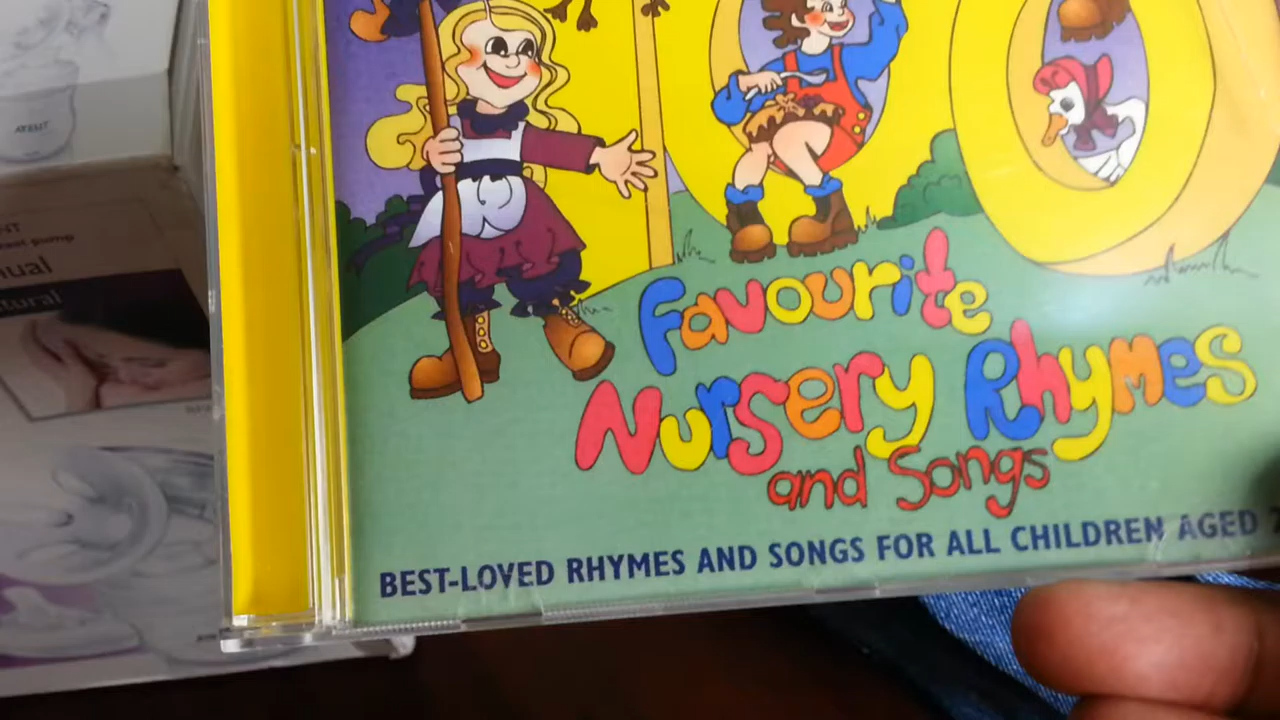 Favourite
Nursery Rhymes
and Songs
BEST-LOVED RHYMES AND SONGS FOR ALL CHILDREN AGED